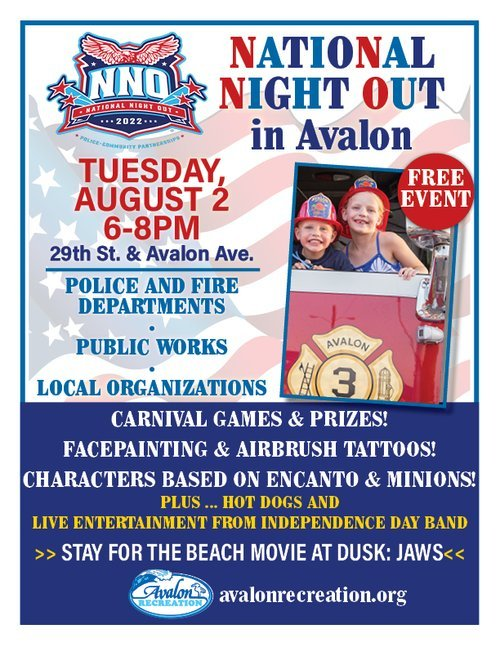 NNO
NATIONAL NIGHT OUT
2022
POLICE-COMMUNITY PARTNERSHIPS
NATIONAL
NIGHT OUT
in Avalon
TUESDAY,
AUGUST 2
6-8PM
29th St. & Avalon Ave.
FREE
EVENT
POLICE AND FIRE
DEPARTMENTS
•
PUBLIC WORKS
•
LOCAL ORGANIZATIONS
AVALON
3
CARNIVAL GAMES & PRIZES!
FACEPAINTING & AIRBRUSH TATTOOS!
CHARACTERS BASED ON ENCANTO & MINIONS!
PLUS ... HOT DOGS AND
LIVE ENTERTAINMENT FROM INDEPENDENCE DAY BAND
>> STAY FOR THE BEACH MOVIE AT DUSK: JAWS<<
Avalon
RECREATION
avalonrecreation.org